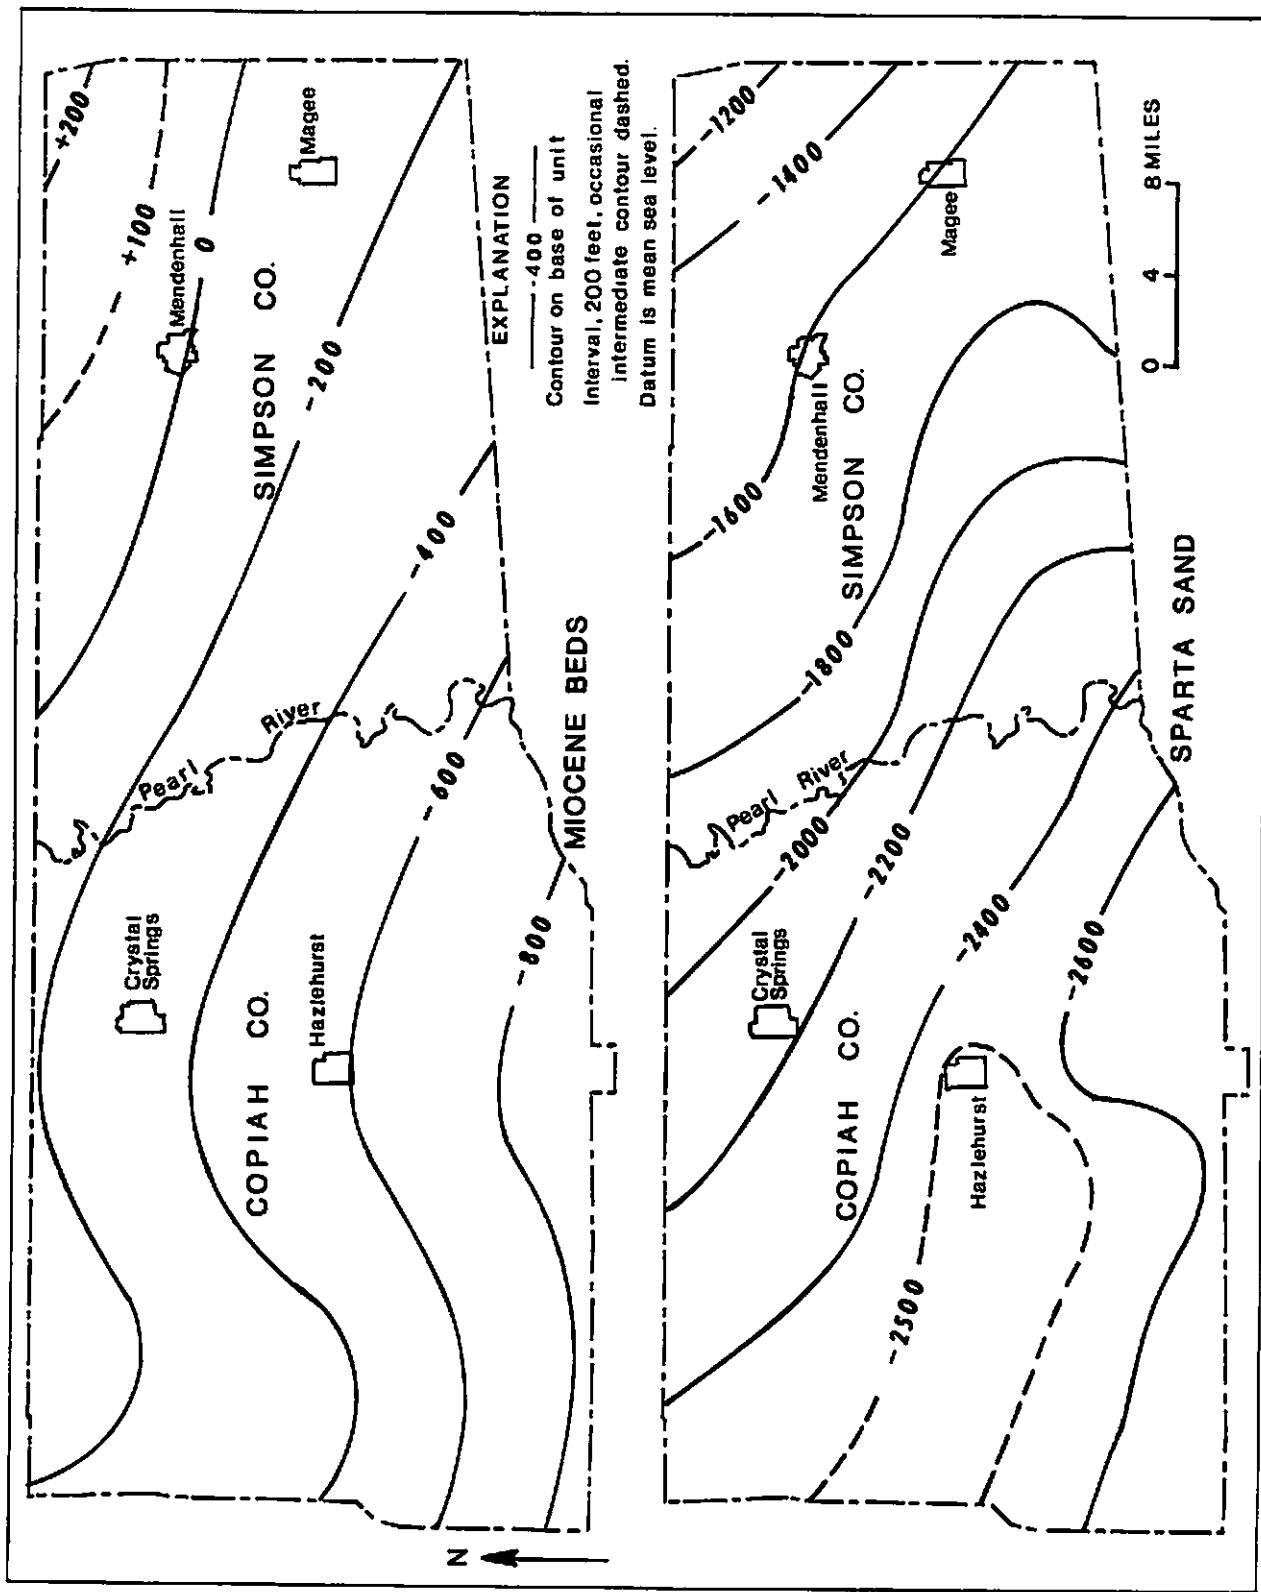 +200
+100
0
-200
-400
-600
-800
Magee
Mendenhall
SIMPSON CO.
Pearl River
Crystal
Springs
Hazlehurst
COPIAH CO.
MIOCENE BEDS
EXPLANATION
-400
Contour on base of unit
Interval, 200 feet, occasional
intermediate contour dashed.
Datum is mean sea level.
N
-1200
-1400
-1600
-1800
-2000
-2200
-2400
-2500
-2600
Magee
Mendenhall
SIMPSON CO.
Pearl River
Crystal
Springs
COPIAH CO.
Hazlehurst
SPARTA SAND
0 4 8 MILES